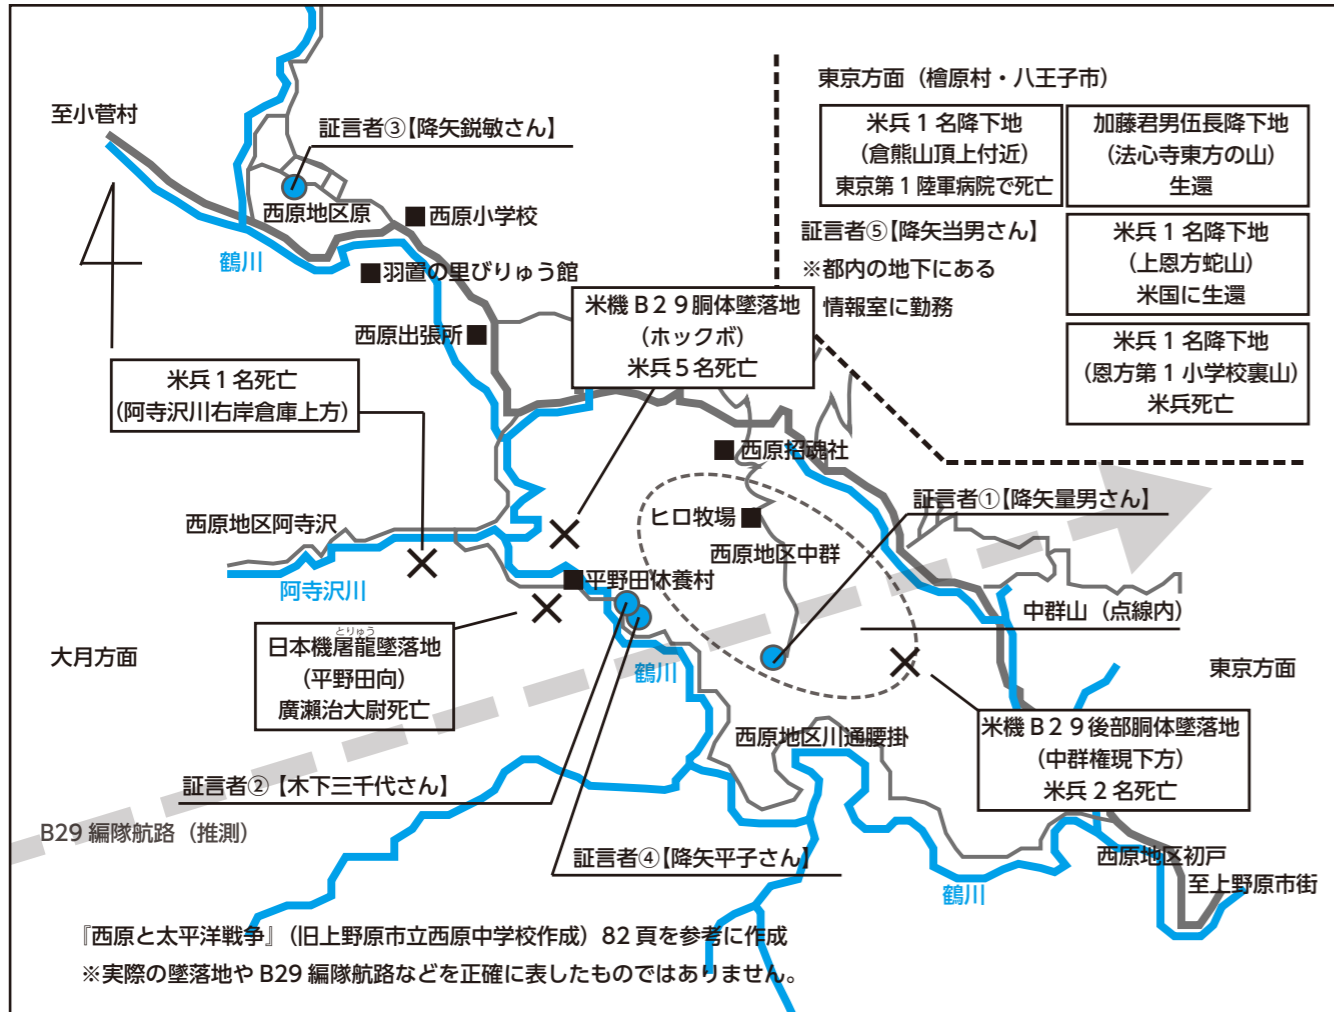 東京方面（檜原村・八王子市）
至小菅村
証言者③【降矢鋭敏さん】
米兵１名降下地
（倉熊山頂上付近）
東京第１陸軍病院で死亡
加藤君男伍長降下地
（法心寺東方の山）
生還
西原地区原
西原小学校
鶴川
羽置の里びりゅう館
証言者⑤【降矢当男さん】
※都内の地下にある
情報室に勤務
米兵１名降下地
（上恩方蛇山）
米国に生還
西原出張所
米機Ｂ２９胴体墜落地
（ホックボ）
米兵５名死亡
米兵１名降下地
（恩方第１小学校裏山）
米兵死亡
米兵１名死亡
（阿寺沢川右岸倉庫上方）
西原招魂社
証言者①【降矢量男さん】
ヒロ牧場
西原地区中群
西原地区阿寺沢
阿寺沢川
平野田休養村
中群山（点線内）
とりゅう
日本機屠龍墜落地
（平野田向）
廣瀬治大尉死亡
大月方面
鶴川
東京方面
米機Ｂ２９後部胴体墜落地
（中群権現下方）
米兵２名死亡
西原地区川通腰掛
証言者②【木下三千代さん】
B29 編隊航路（推測）
証言者④【降矢平子さん】
西原地区初戸
至上野原市街
鶴川
『西原と太平洋戦争』（旧上野原市立西原中学校作成）82 頁を参考に作成
※実際の墜落地や B29 編隊航路などを正確に表したものではありません。